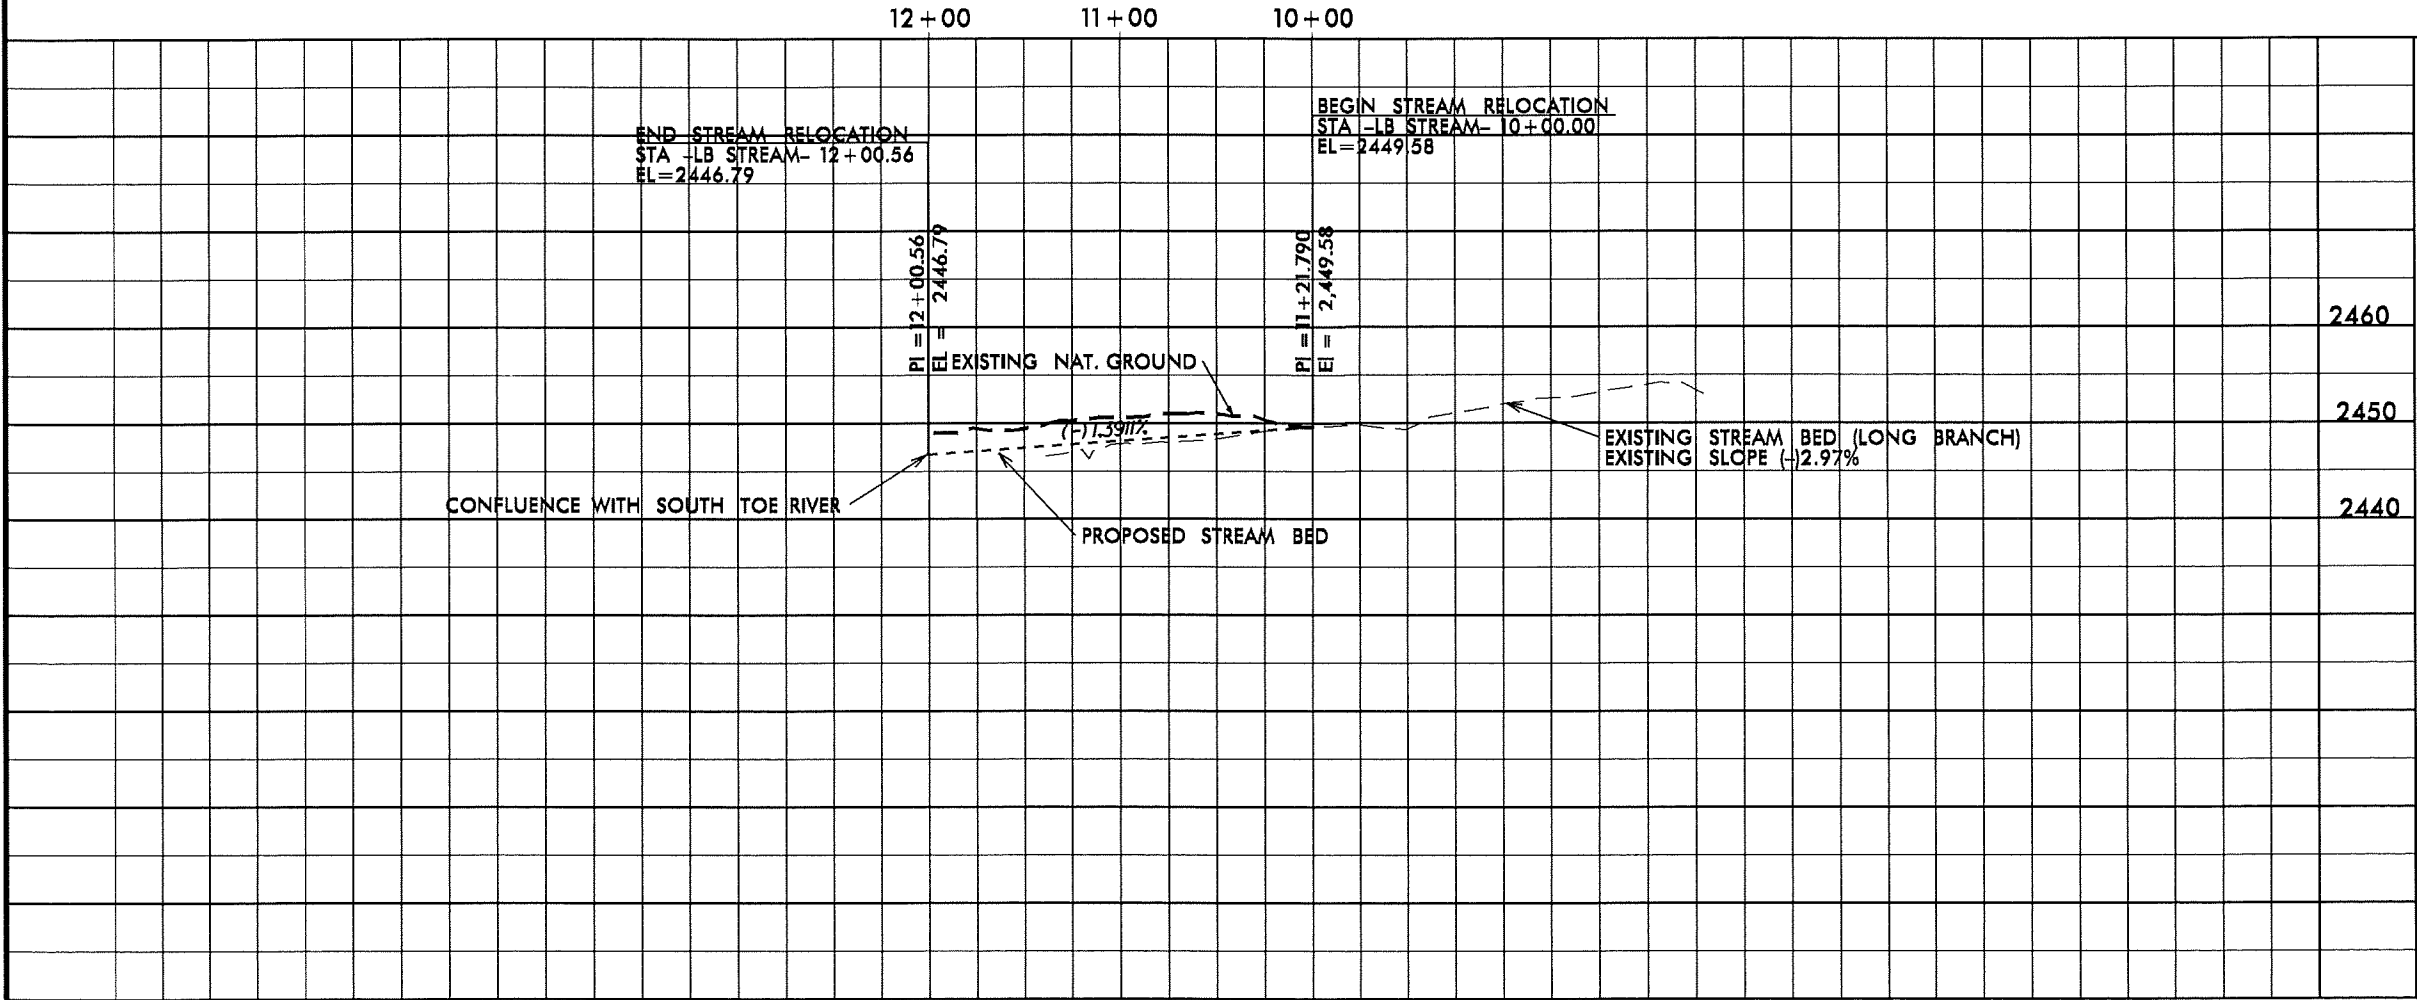 12+00 11+00 10+00
BEGIN STREAM RELOCATION
STA -LB STREAM- 10+00.00
EL=2449.58
END STREAM RELOCATION
STA -LB STREAM- 12+00.56
EL=2446.79
PI = 12+00.56
EL = 2446.79
PI = 11+21.790
El = 2,449.58
2460
EXISTING NAT. GROUND
2450
(-)1.3911%
EXISTING STREAM BED (LONG BRANCH)
EXISTING SLOPE (-)2.97%
CONFLUENCE WITH SOUTH TOE RIVER
2440
PROPOSED STREAM BED